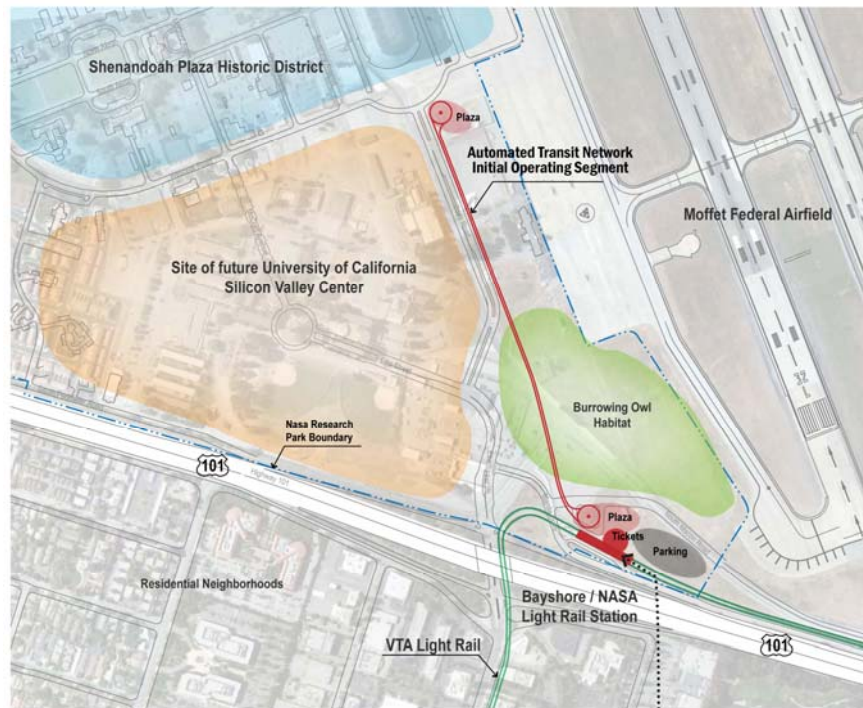 Shenandoah Plaza Historic District
Plaza
Automated Transit Network
Initial Operating Segment
Moffet Federal Airfield
Site of future University of California
Silicon Valley Center
Burrowing Owl
Habitat
32
L
Nasa Research
Park Boundary
101
Highway 101
Plaza
Tickets
Parking
Residential Neighborhoods
Bayshore / NASA
Light Rail Station
VTA Light Rail
101